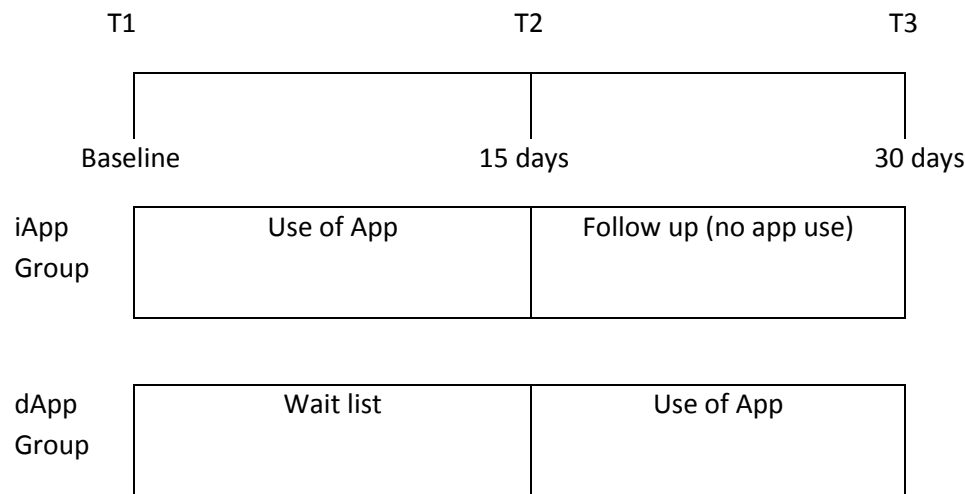 T1 T2 T3
Baseline 15 days 30 days
iApp Use of App Follow up (no app use)
Group
dApp Wait list Use of App
Group